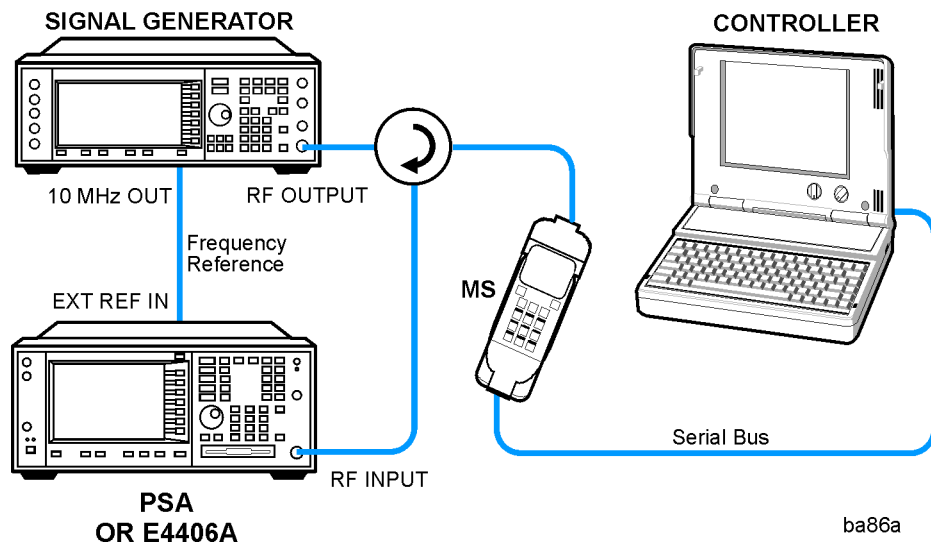 SIGNAL GENERATOR
CONTROLLER
10 MHz OUT
RF OUTPUT
Frequency
Reference
MS
EXT REF IN
Serial Bus
RF INPUT
PSA
OR E4406A
ba86a